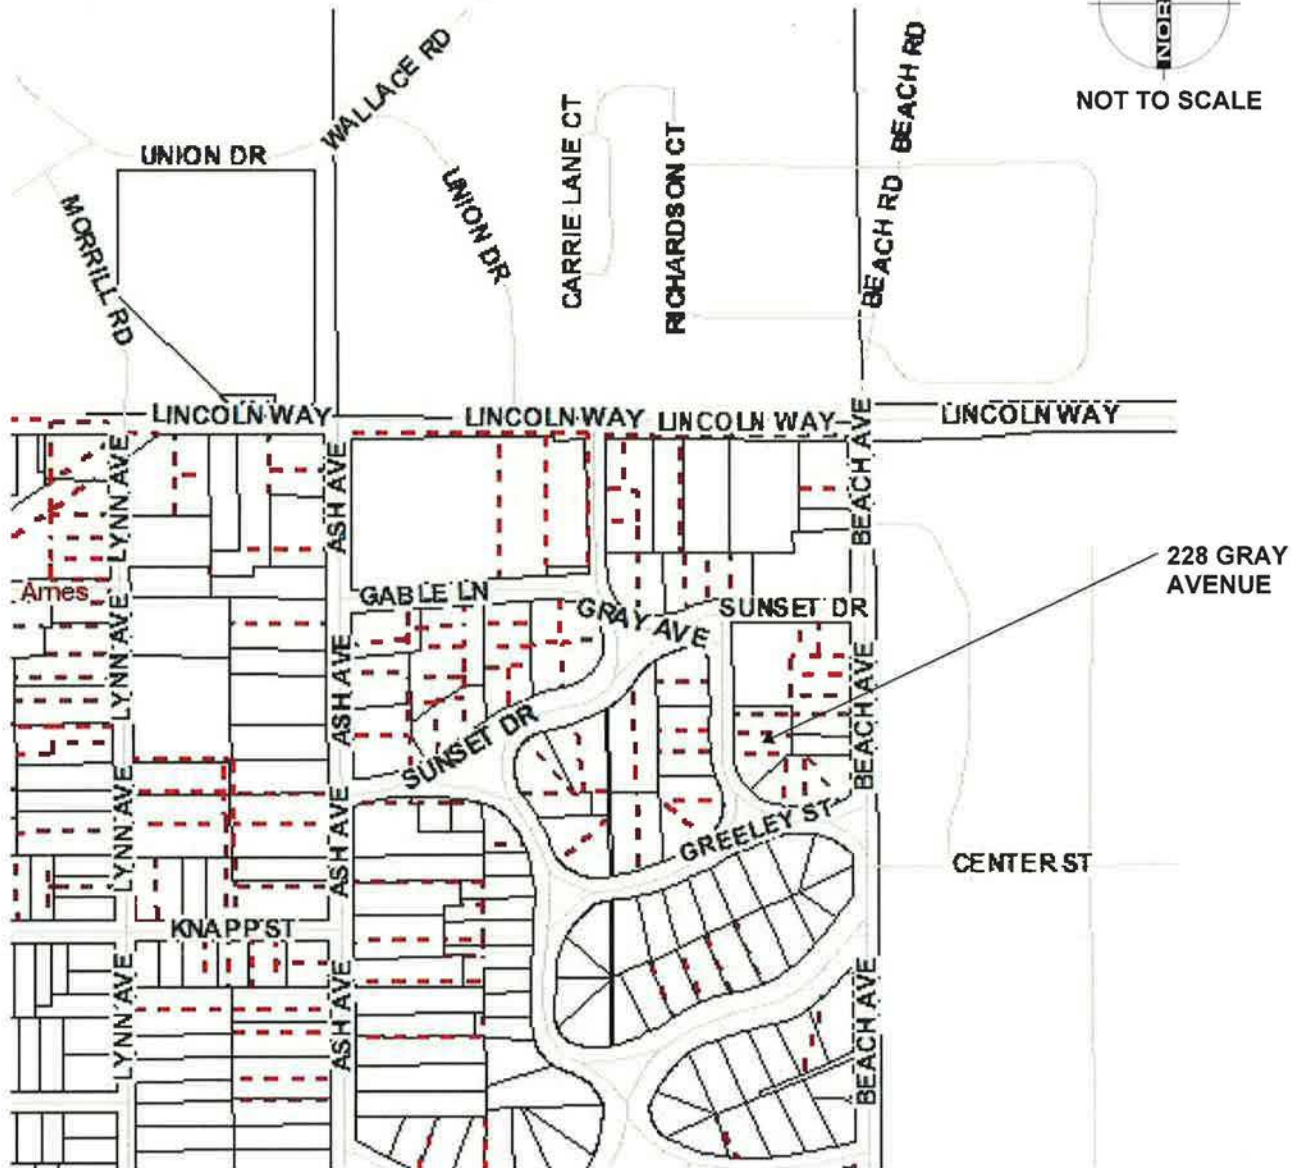 NOR
NOT TO SCALE
WALLACE RD
BEACH RD
UNION DR
CARRIE LANE CT
RICHARDSON CT
MORRILL RD
UNION DR
BEACH RD
LINCOLN WAY
LINCOLN WAY
LINCOLN WAY
LINCOLN WAY
LYNN AVE
ASH AVE
BEACH AVE
228 GRAY
AVENUE
Ames
GABLE LN
GRAY AVE
SUNSET DR
LYNN AVE
ASH AVE
BEACH AVE
SUNSET DR
LYNN AVE
ASH AVE
GREELEY ST
CENTER ST
KNAPP ST
LYNN AVE
ASH AVE
BEACH AVE